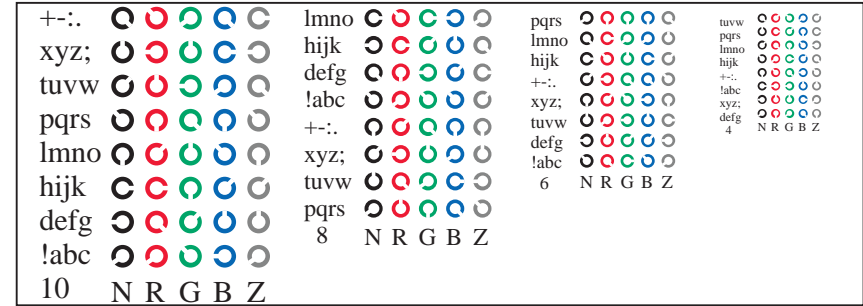 +-:.
xyz;
tuvw
pqrs
lmno
hijk
defg
!abc
10 N R G B Z
lmno
hijk
defg
!abc
+-:.
xyz;
tuvw
pqrs
8 N R G B Z
pqrs
lmno
hijk
+-:.
xyz;
tuvw
defg
!abc
6 N R G B Z
tuvw
pqrs
lmno
hijk
+-:.
!abc
xyz;
defg
4 N R G B Z